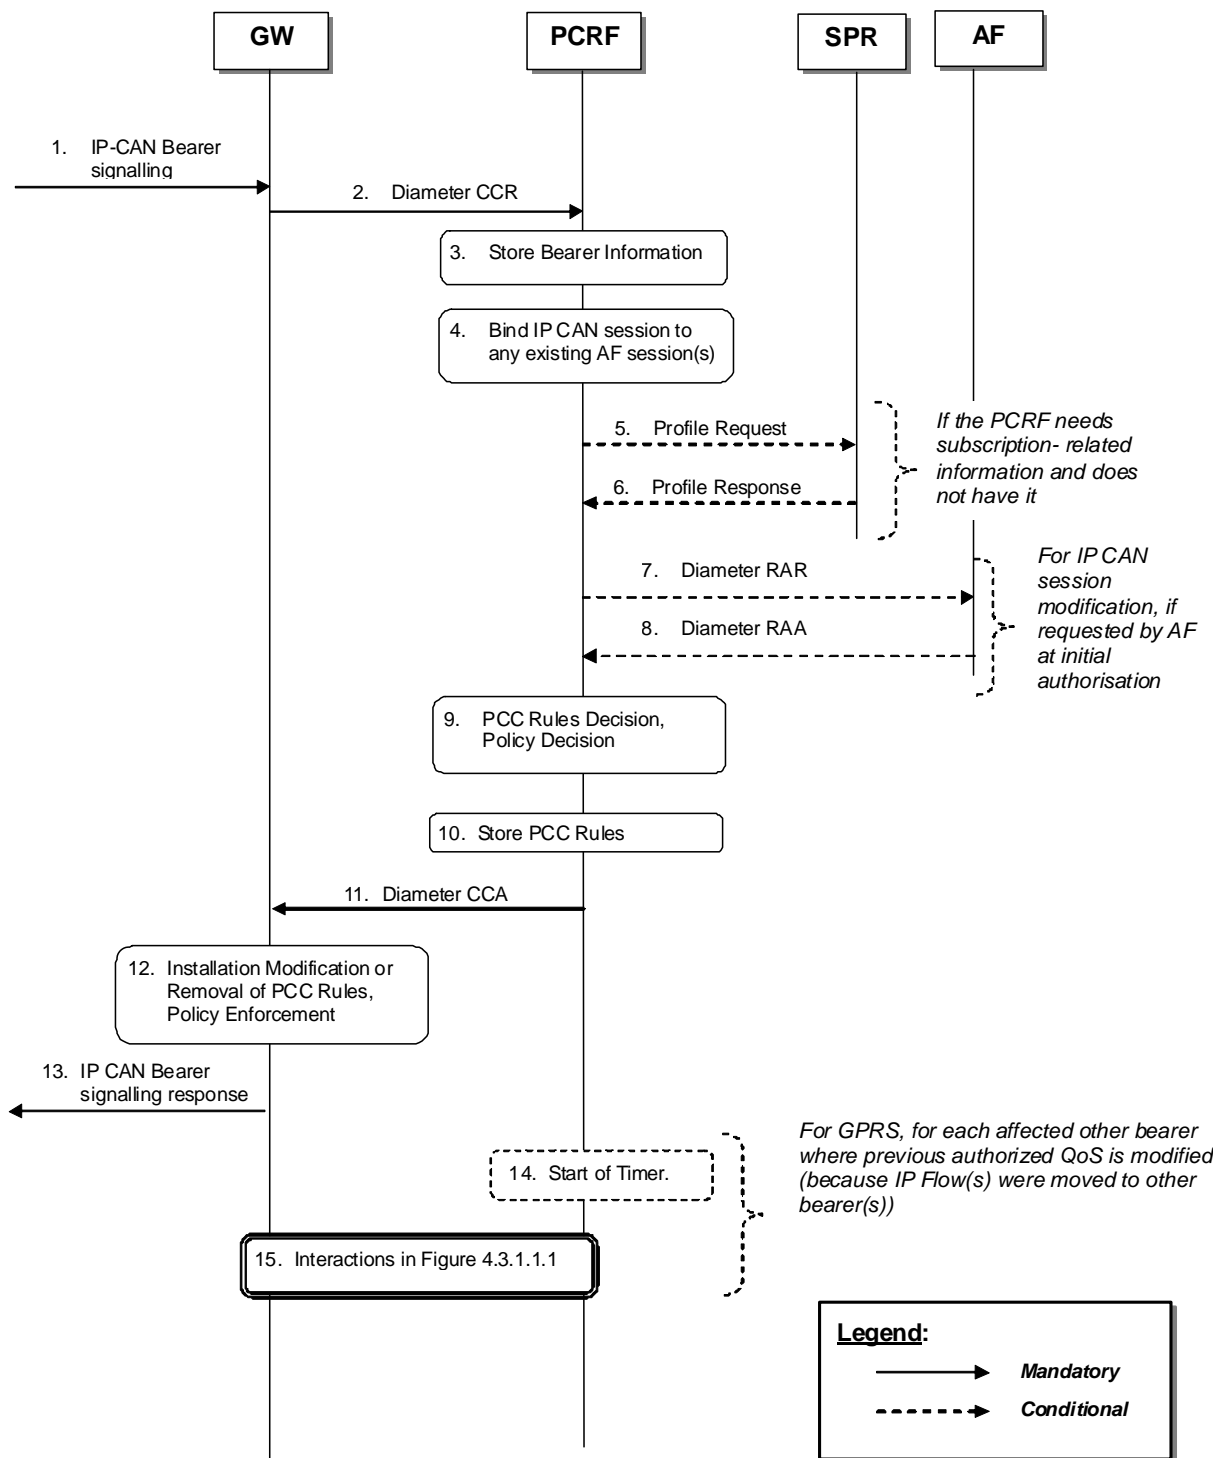 GW
PCRF
SPR
AF
1. IP-CAN Bearer
signalling
2. Diameter CCR
3. Store Bearer Information
4. Bind IP CAN session to
any existing AF session(s)
5. Profile Request
6. Profile Response
If the PCRF needs
subscription- related
information and does
not have it
7. Diameter RAR
8. Diameter RAA
For IP CAN
session
modification, if
requested by AF
at initial
authorisation
9. PCC Rules Decision,
Policy Decision
10. Store PCC Rules
11. Diameter CCA
12. Installation Modification or
Removal of PCC Rules,
Policy Enforcement
13. IP CAN Bearer
signalling response
14. Start of Timer.
For GPRS, for each affected other bearer
where previous authorized QoS is modified
(because IP Flow(s) were moved to other
bearer(s))
15. Interactions in Figure 4.3.1.1.1
Legend:
Mandatory
Conditional